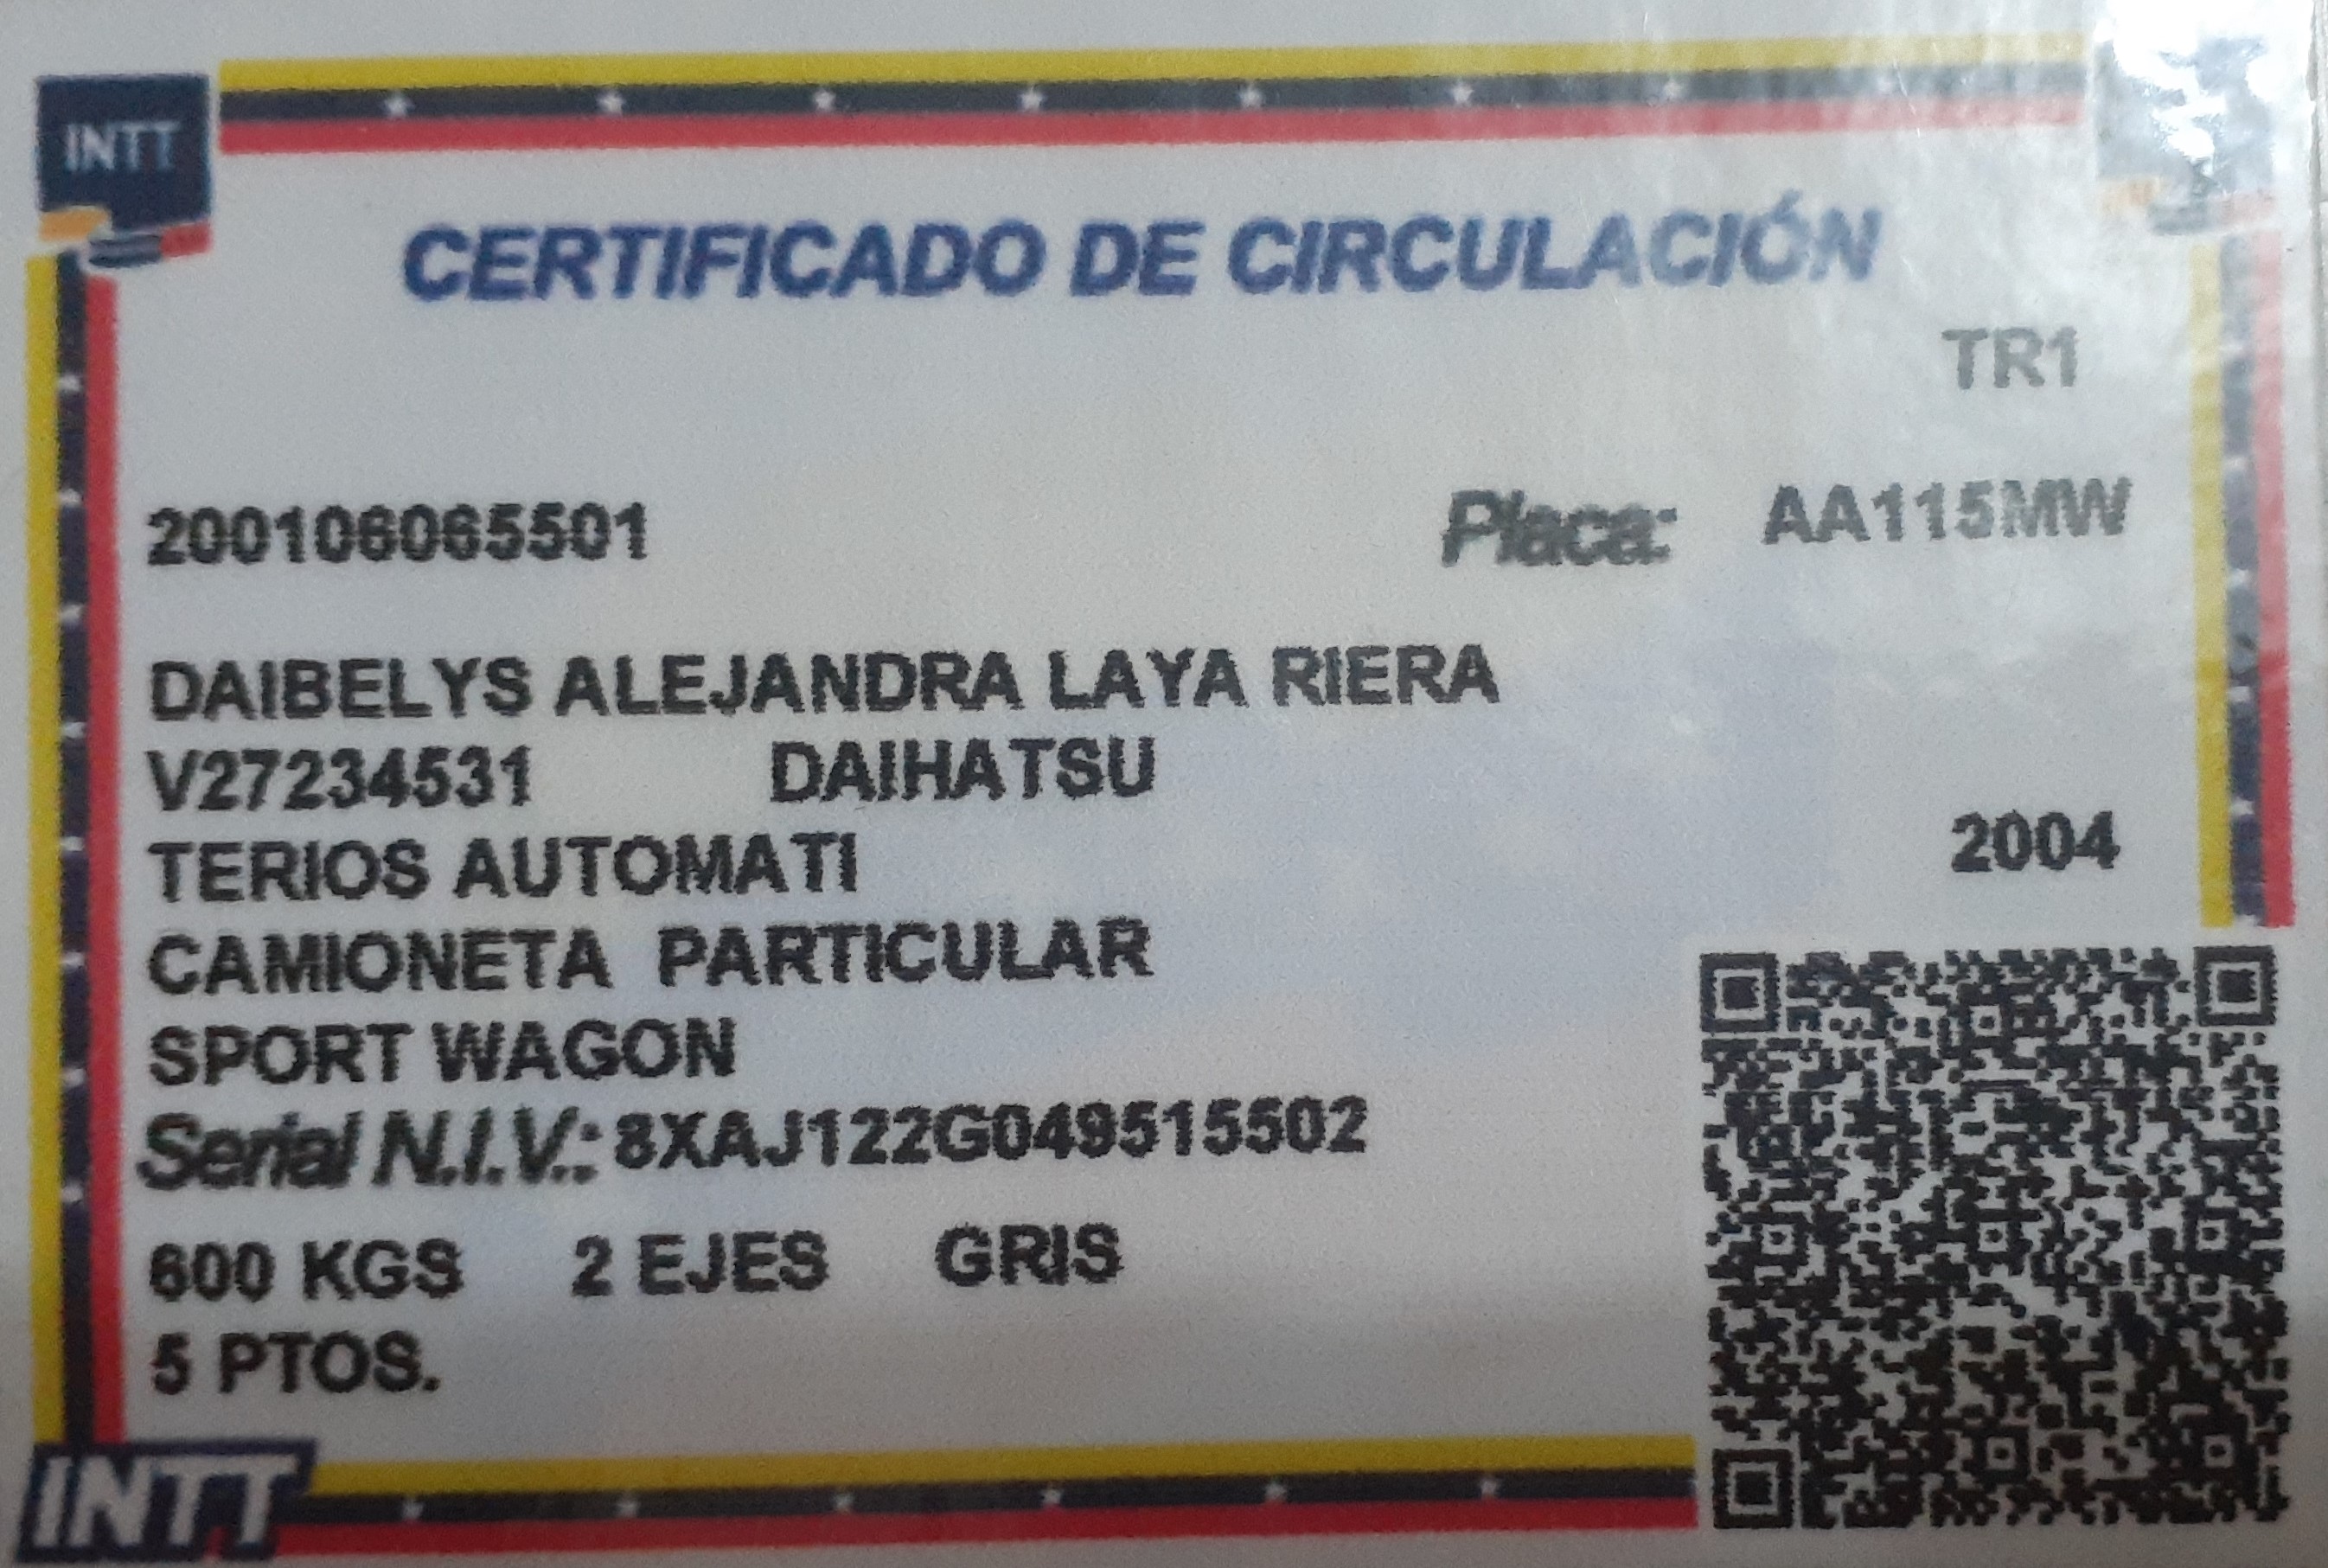 INTT
CERTIFICADO DE CIRCULACIÓN
TR1
200106065501 Placa: AA115MW
DAIBELYS ALEJANDRA LAYA RIERA
V27234531 DAIHATSU
TERIOS AUTOMATI 2004
CAMIONETA PARTICULAR
SPORT WAGON
Serial N.I.V.: 8XAJ122G049515502
600 KGS 2 EJES GRIS
5 PTOS.
INTT